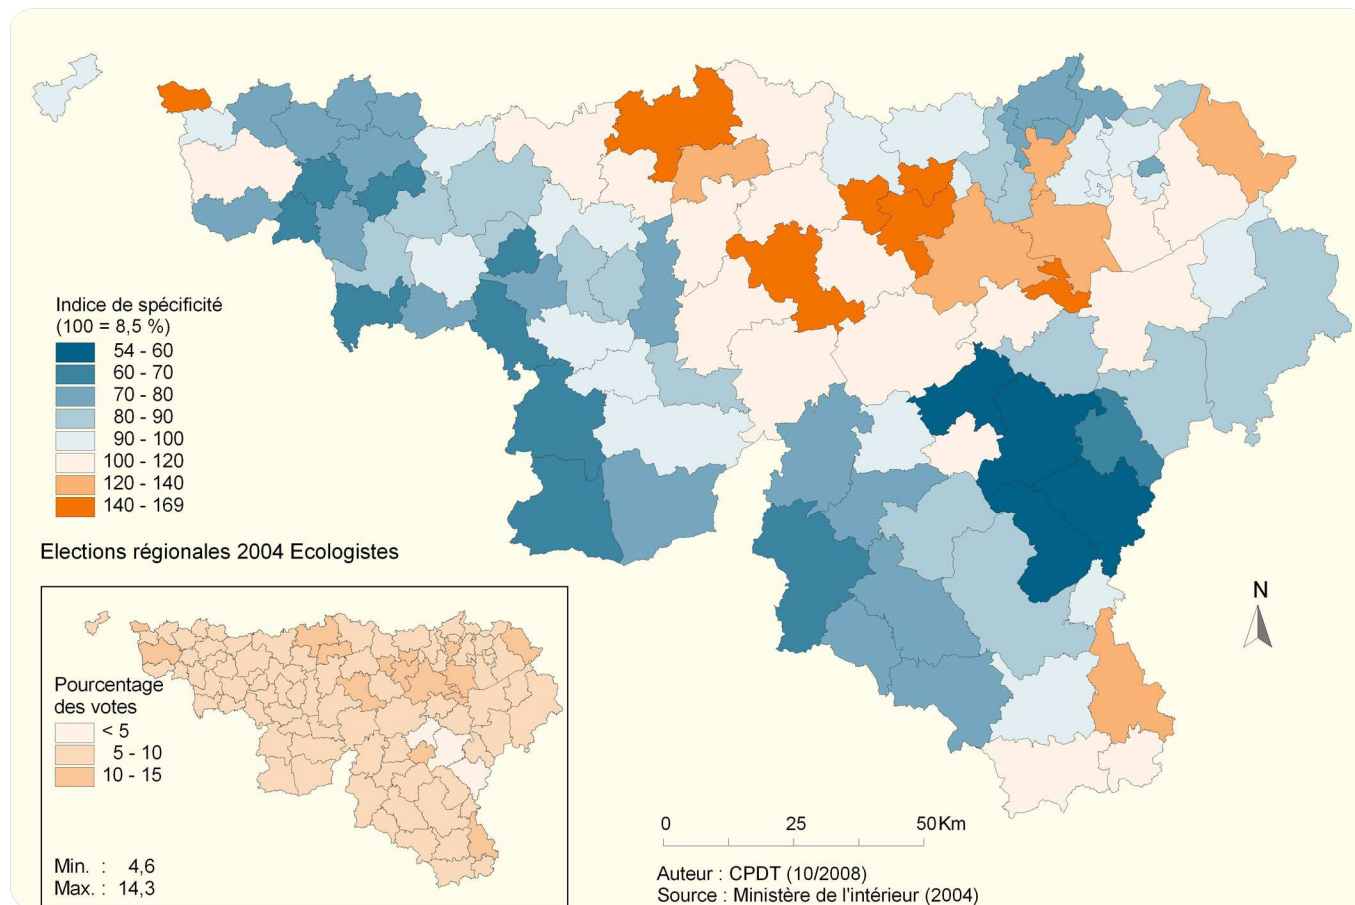 Indice de spécificité
(100 = 8,5 %)
54 - 60
60 - 70
70 - 80
80 - 90
90 - 100
100 - 120
120 - 140
140 - 169
Elections régionales 2004 Ecologistes
Pourcentage
des votes
< 5
5 - 10
10 - 15
Min. : 4,6
Max. : 14,3
N
0 25 50Km
Auteur : CPDT (10/2008)
Source : Ministère de l'intérieur (2004)